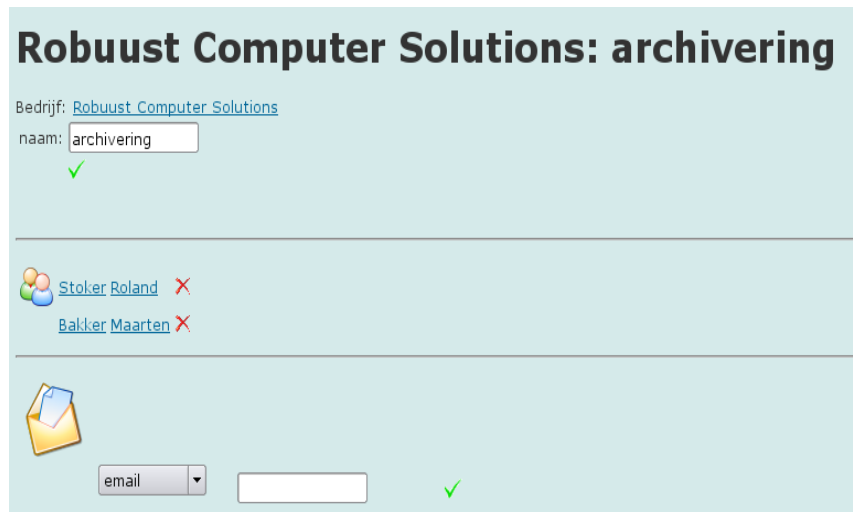 Robuust Computer Solutions: archivering
Bedrijf: Robuust Computer Solutions
naam: archivering
Stoker Roland
Bakker Maarten
email